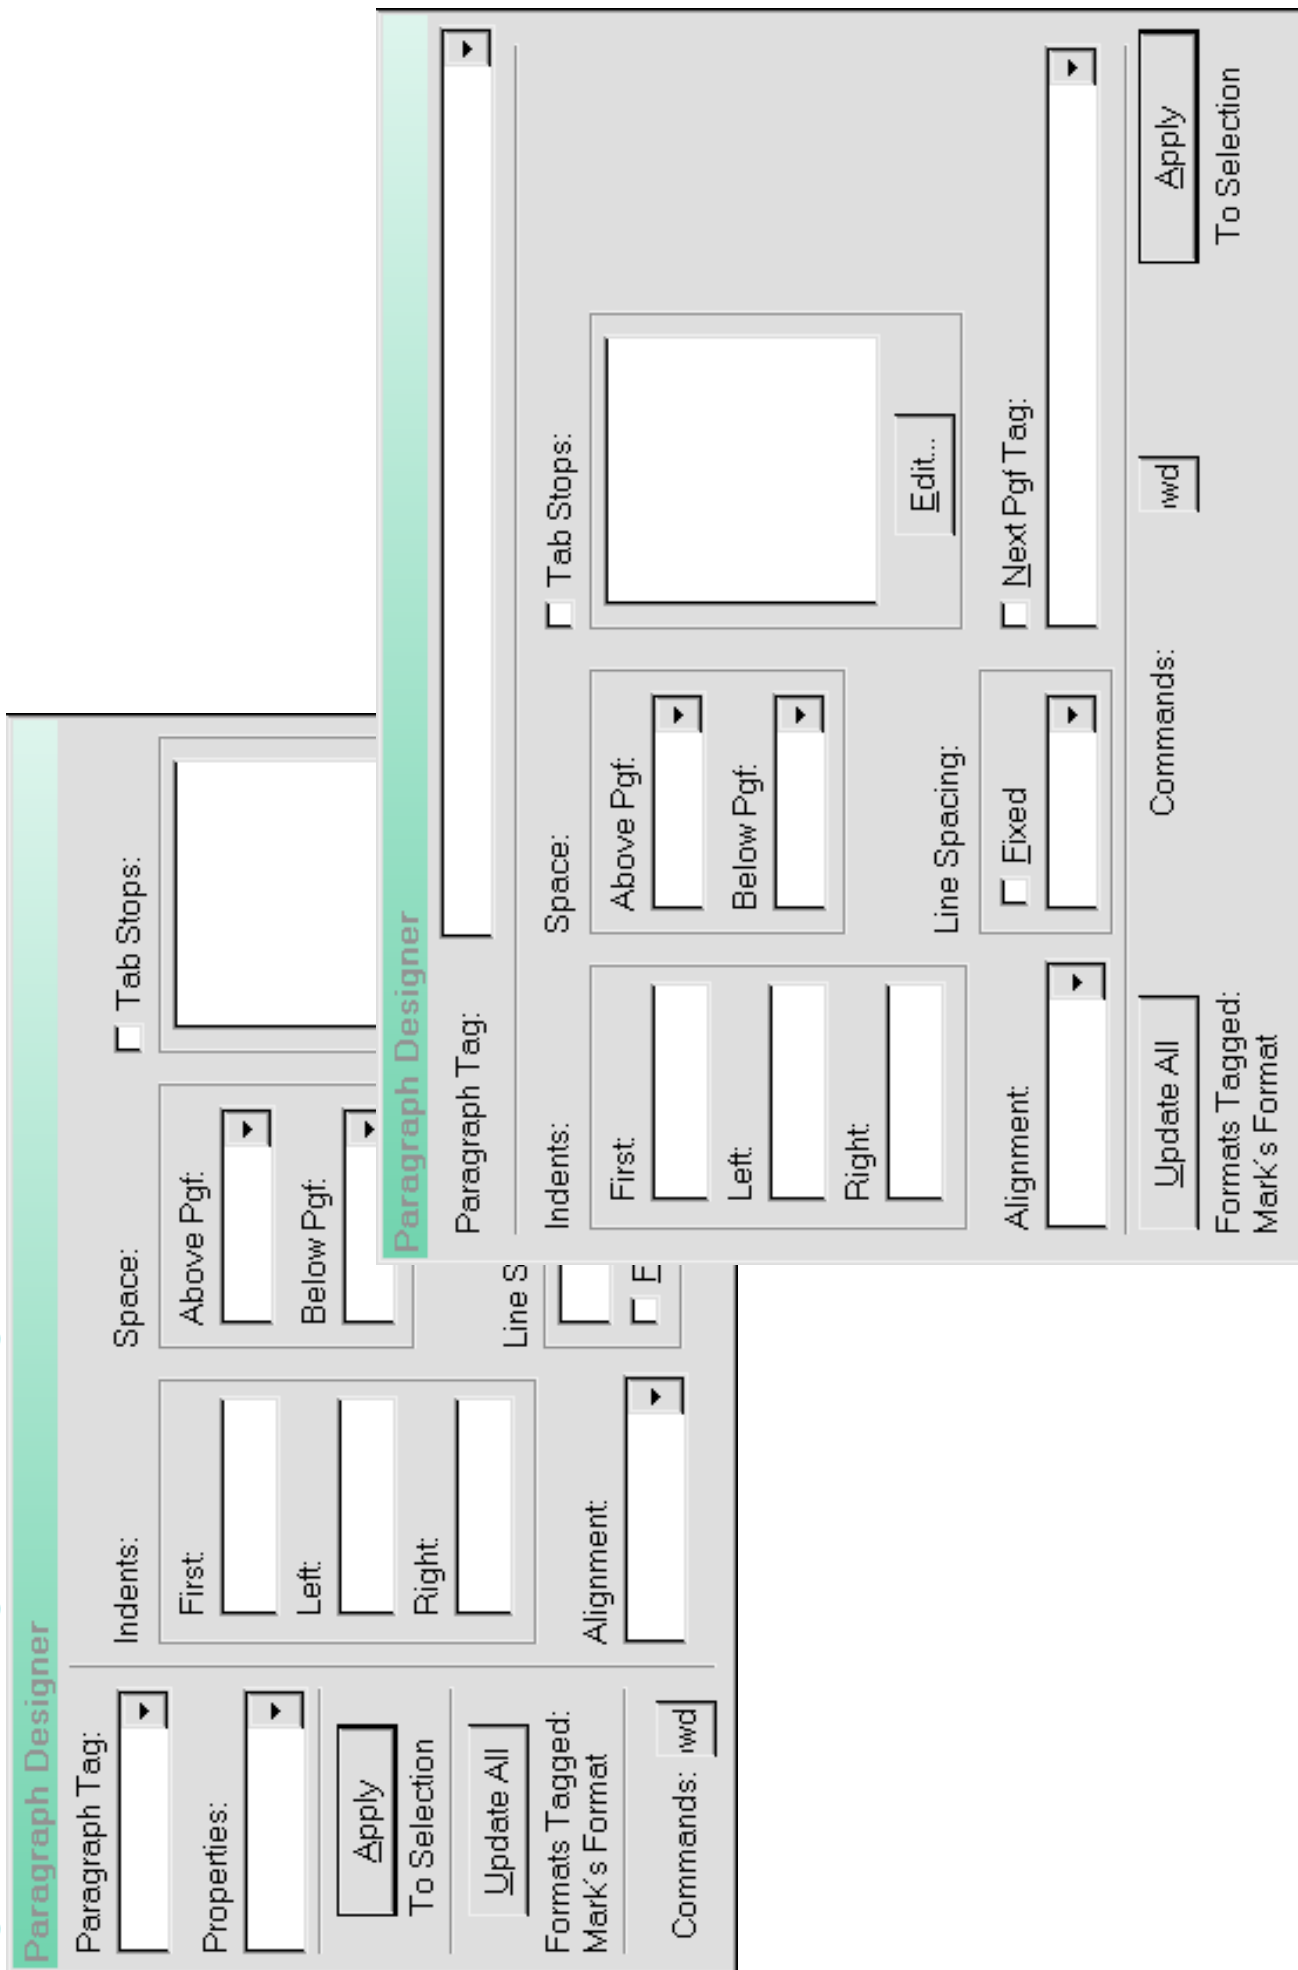 Paragraph Designer
Paragraph Tag:
Properties:
Apply
To Selection
Update All
Formats Tagged:
Mark's Format
Commands:
Indents:
First:
Left:
Right:
Alignment:
Space:
Above Pgf:
Below Pgf:
Line S
F
Tab Stops:
Paragraph Designer
Paragraph Tag:
Indents:
First:
Left:
Right:
Alignment:
Space:
Above Pgf:
Below Pgf:
Line Spacing:
Fixed
Tab Stops:
Edit...
Next Pgf Tag:
Update All
Formats Tagged:
Mark's Format
Commands:
Apply
To Selection